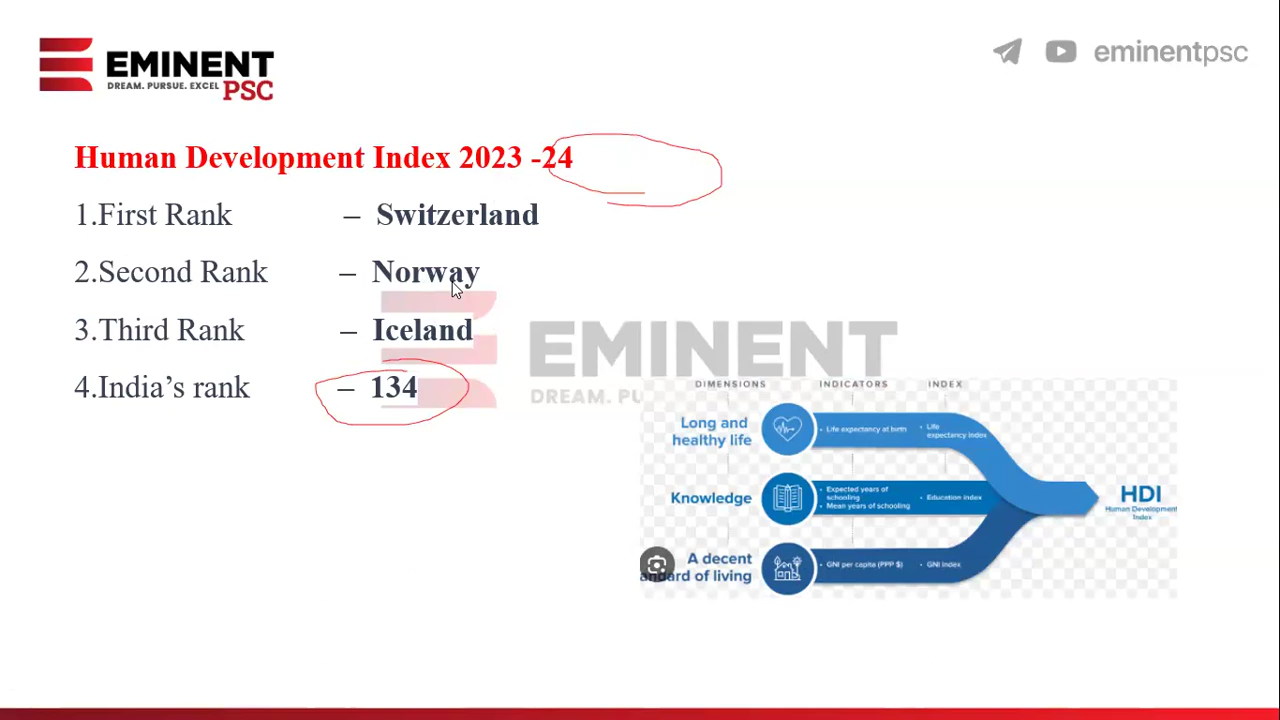 EMINENT
DREAM. PURSUE. EXCEL
PSC
eminentpsc
Human Development Index 2023 -24
1.First Rank – Switzerland
2.Second Rank – Norway
3.Third Rank – Iceland
4.India’s rank – 134
EMINENT
DREAM. PU
DIMENSIONS INDICATORS INDEX
Long and
healthy life
• Life expectancy at birth
• Life
expectancy index
Knowledge
• Expected years of
schooling
• Mean years of schooling
• Education index
A decent
andard of living
• GNI per capita (PPP $)
• GNI index
HDI
Human Development
Index